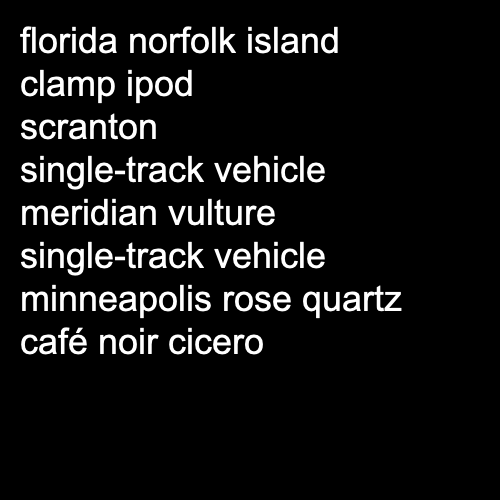 florida norfolk island
clamp ipod
scranton
single-track vehicle
meridian vulture
single-track vehicle
minneapolis rose quartz
café noir cicero